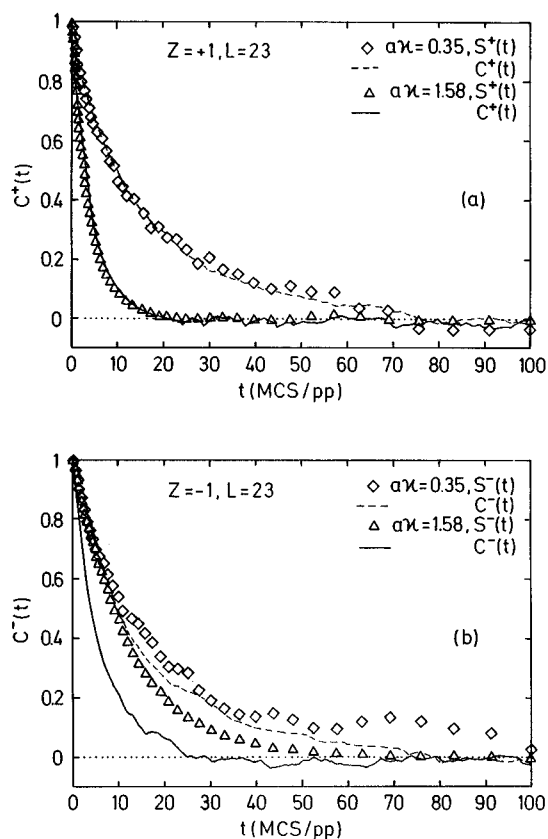 Z = +1, L = 23
◇ aϰ = 0.35, S⁺(t)
--- C⁺(t)
△ aϰ = 1.58, S⁺(t)
— C⁺(t)
(a)
C⁺(t)
1
0.8
0.6
0.4
0.2
0
0 10 20 30 40 50 60 70 80 90 100
t (MCS/pp)
Z = -1, L = 23
◇ aϰ = 0.35, S⁻(t)
--- C⁻(t)
△ aϰ = 1.58, S⁻(t)
— C⁻(t)
(b)
C⁻(t)
1
0.8
0.6
0.4
0.2
0
0 10 20 30 40 50 60 70 80 90 100
t (MCS/pp)